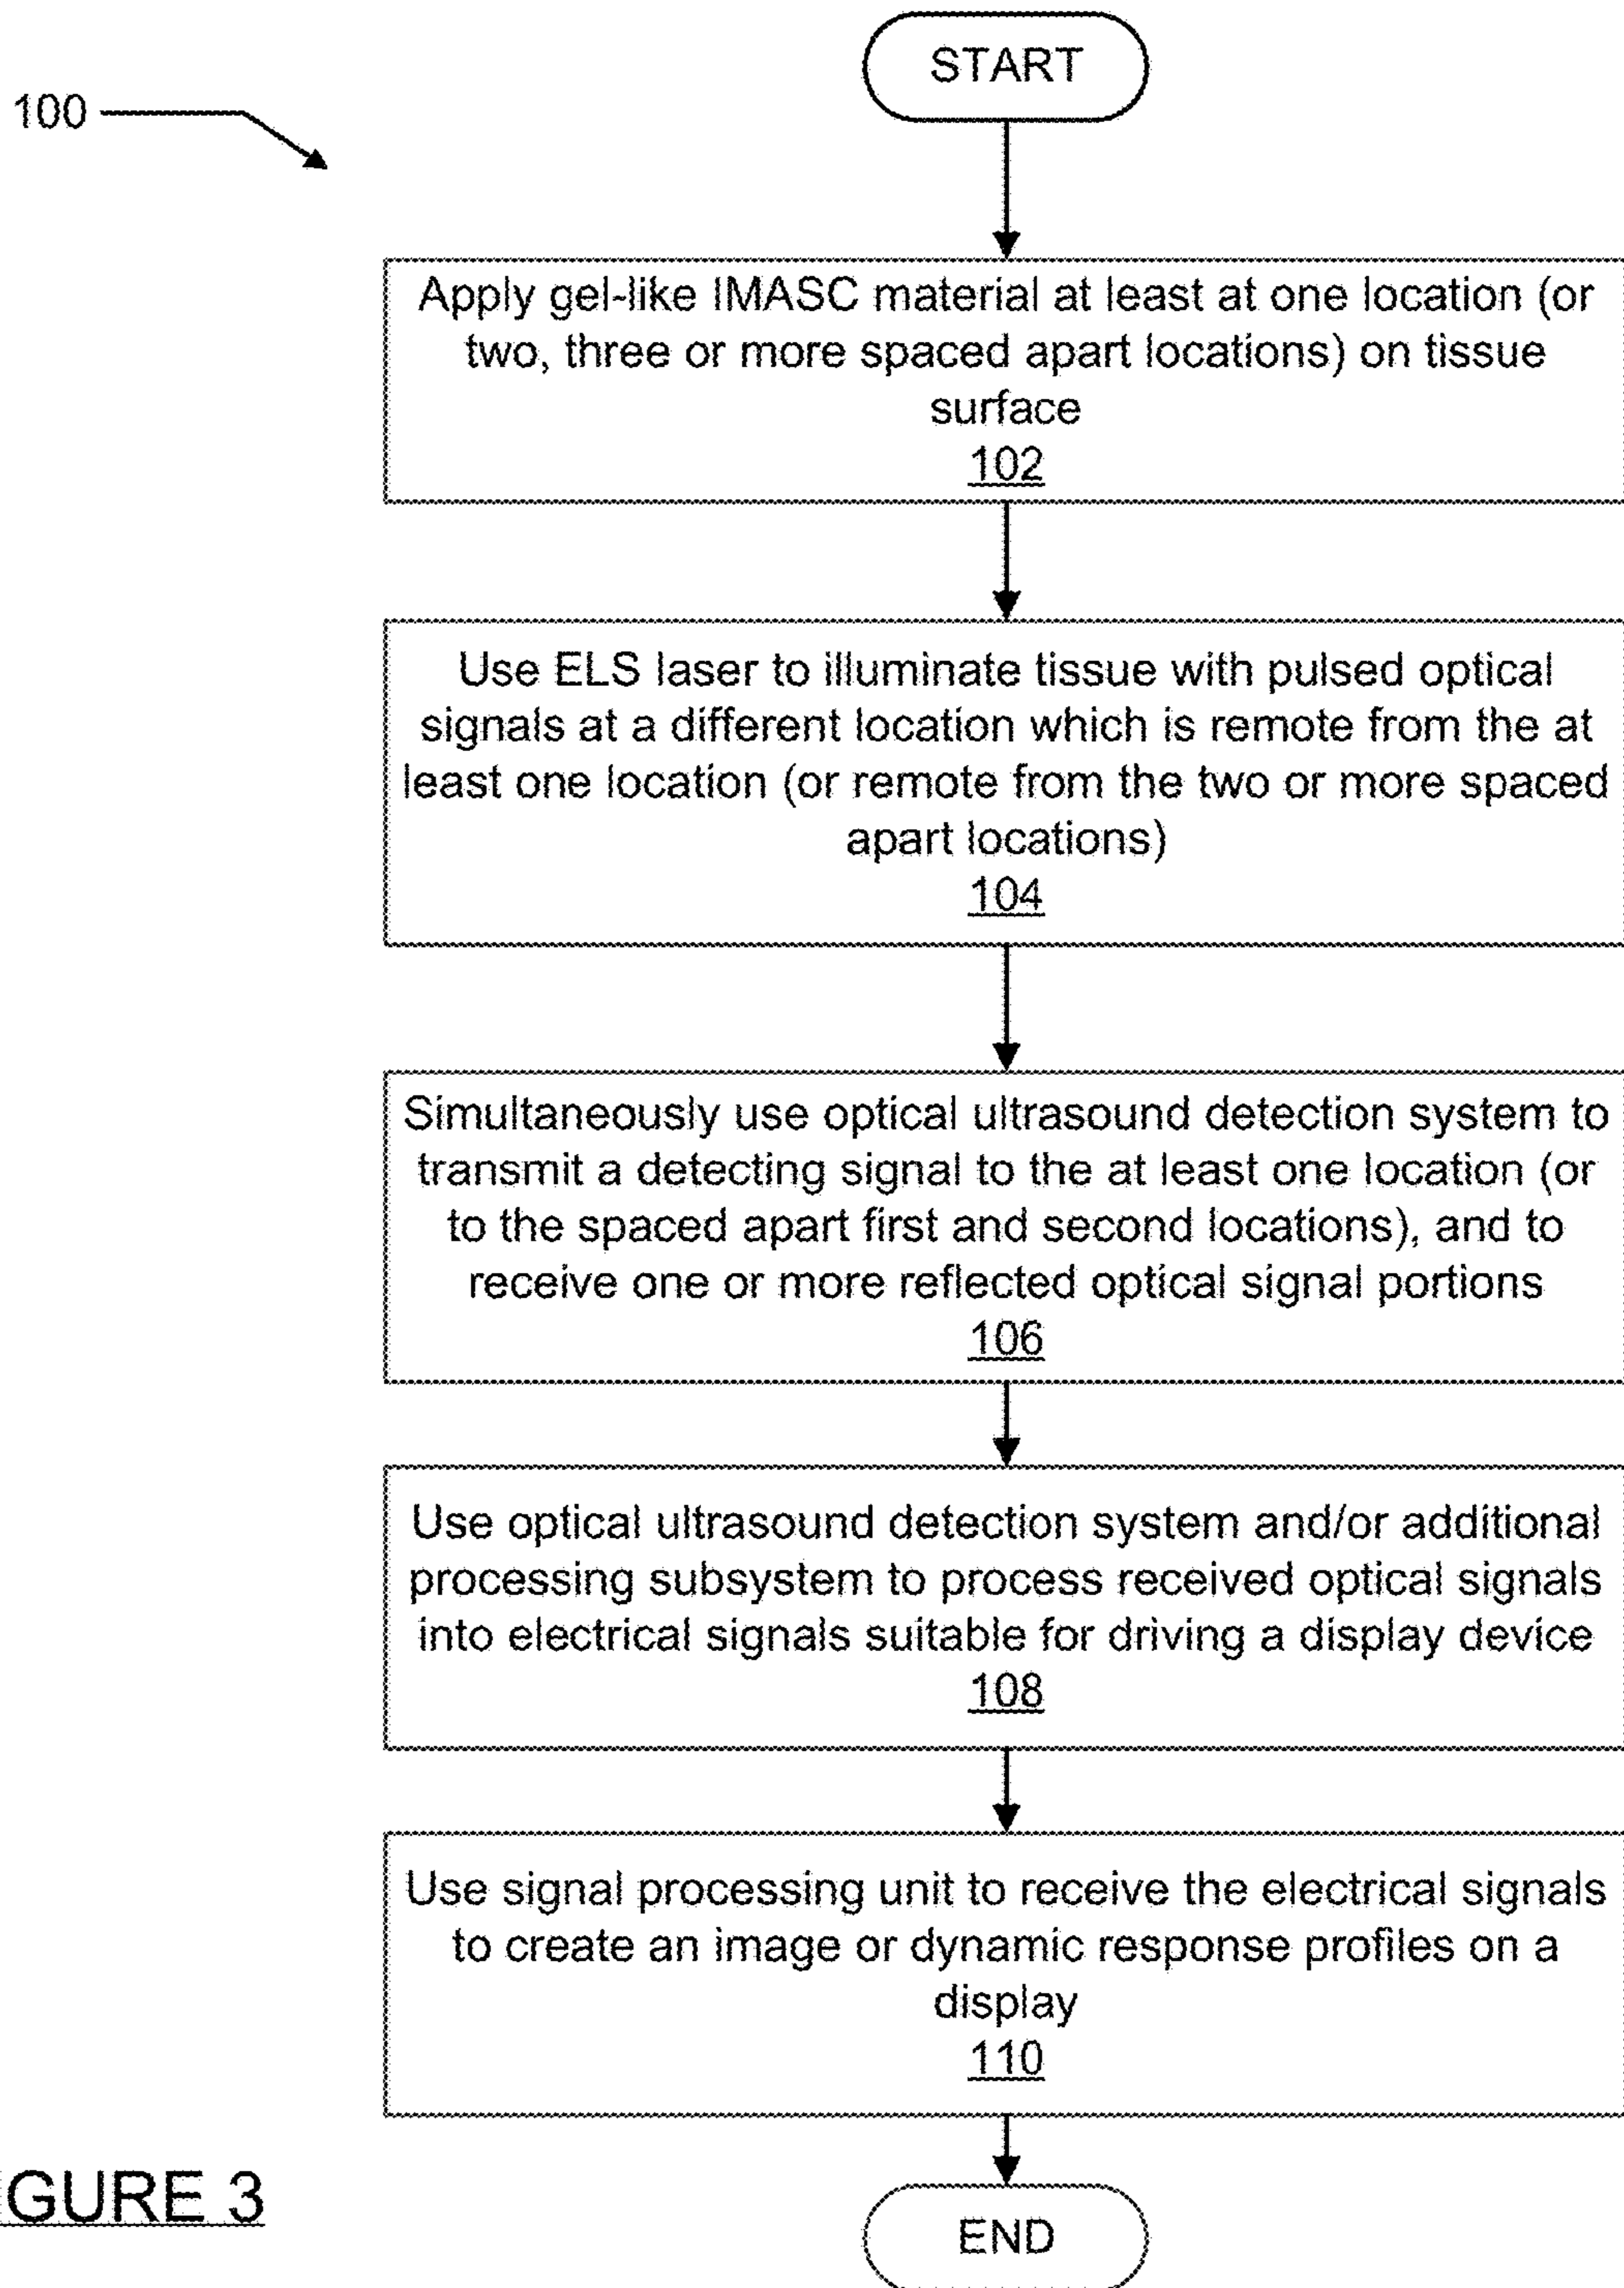 START
100
Apply gel-like IMASC material at least at one location (or
two, three or more spaced apart locations) on tissue
surface
102
Use ELS laser to illuminate tissue with pulsed optical
signals at a different location which is remote from the at
least one location (or remote from the two or more spaced
apart locations)
104
Simultaneously use optical ultrasound detection system to
transmit a detecting signal to the at least one location (or
to the spaced apart first and second locations), and to
receive one or more reflected optical signal portions
106
Use optical ultrasound detection system and/or additional
processing subsystem to process received optical signals
into electrical signals suitable for driving a display device
108
Use signal processing unit to receive the electrical signals
to create an image or dynamic response profiles on a
display
110
GURE 3
END